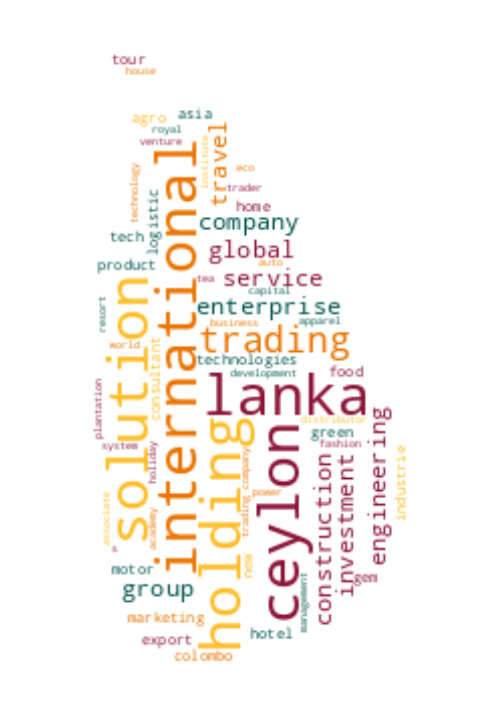 tour
house
agro
asia
royal
venture
institute
travel
eco
technology
trader
international
logistic
home
company
tech
global
product
auto
tea
service
capital
resort
solution
enterprise
business
apparel
world
consultant
trading
technologies
development
food
plantation
lanka
distributor
green
fashion
system
holiday
holding
ceylon
engineering
industrie
construction
investment
trading company
power
associate
academy
s
new
motor
gem
group
management
marketing
hotel
export
colombo